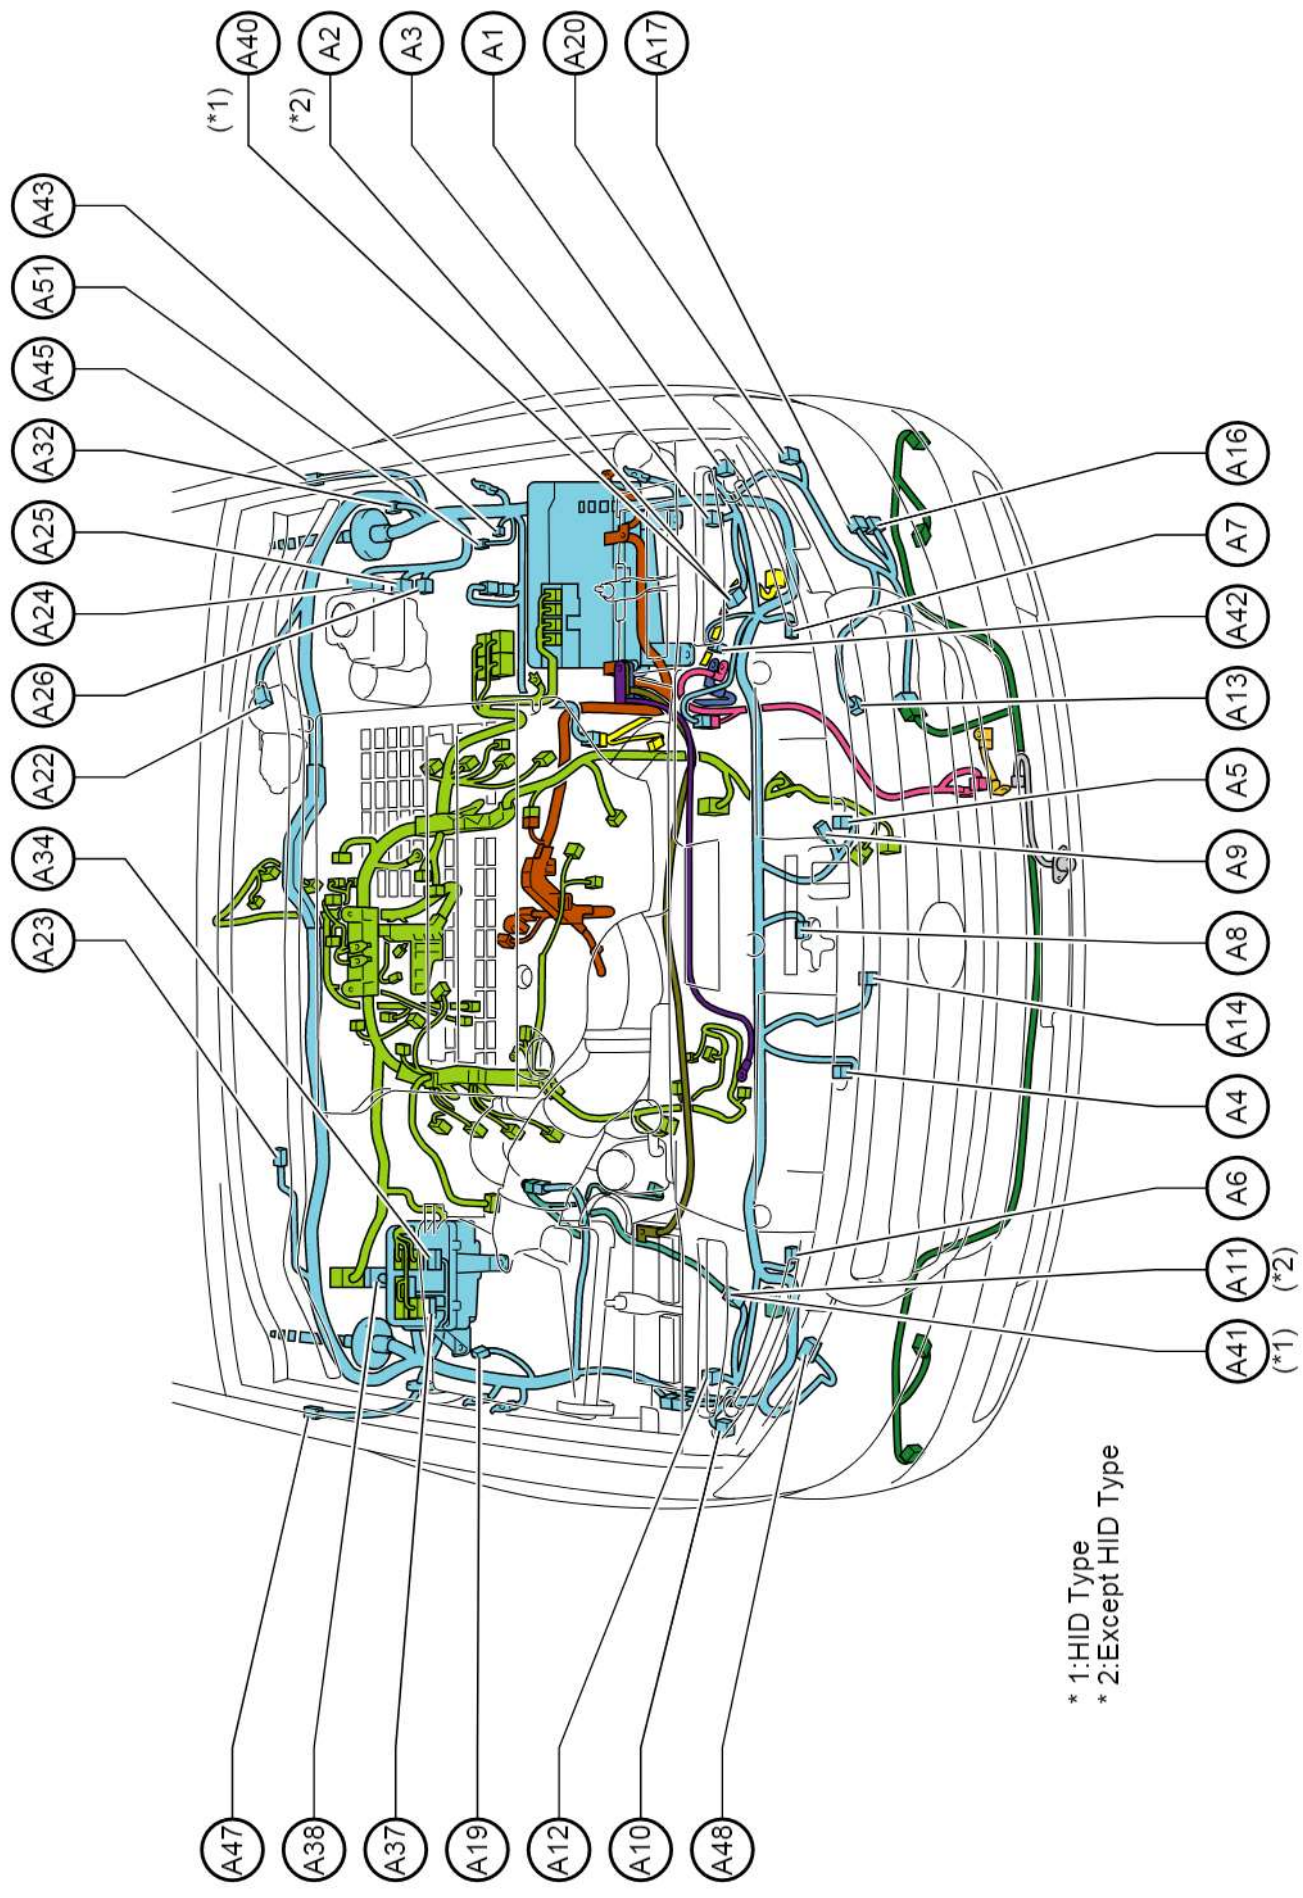 A23
A34
A22
A26
A24
A25
A32
A45
A51
A43
A47
A38
A37
A19
A12
A10
A48
(*1)
A40
(*2)
A2
A3
A1
A20
A17
A41
(*1)
A11
(*2)
A6
A4
A14
A8
A9
A5
A13
A42
A7
A16
* 1:HID Type
* 2:Except HID Type